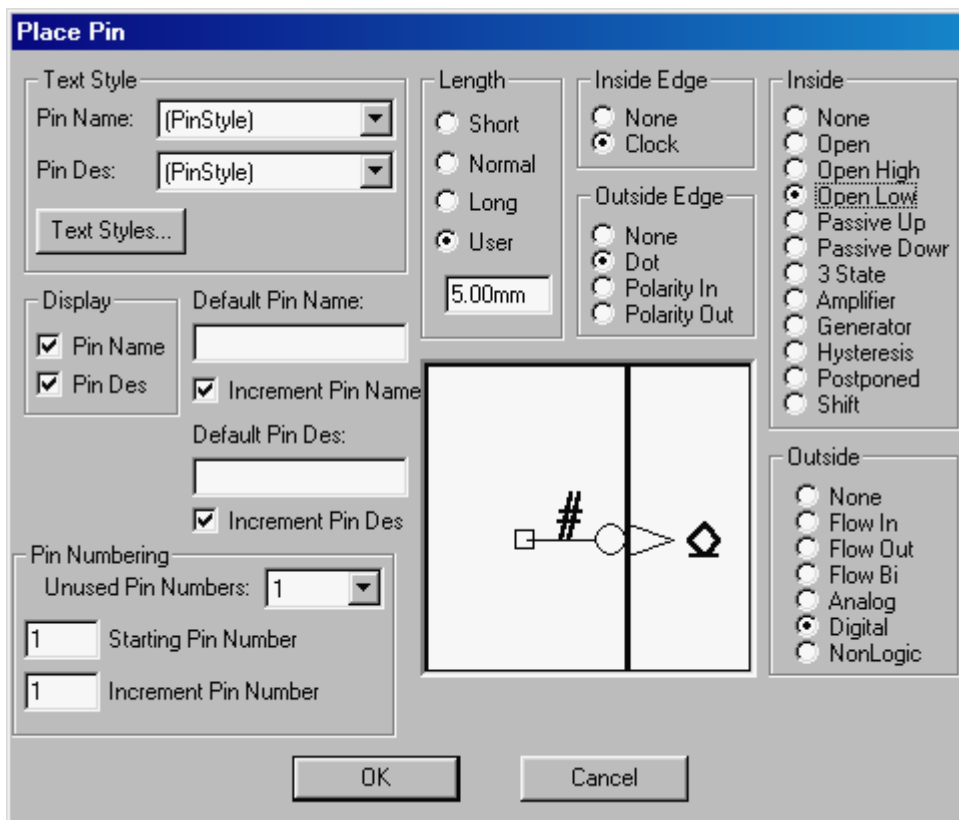 Place Pin
Text Style
Pin Name:
(PinStyle)
Pin Des:
(PinStyle)
Text Styles...
Length
Short
Normal
Long
User
5.00mm
Inside Edge
None
Clock
Outside Edge
None
Dot
Polarity In
Polarity Out
Inside
None
Open
Open High
Open Low
Passive Up
Passive Dowr
3 State
Amplifier
Generator
Hysteresis
Postponed
Shift
Display
Pin Name
Pin Des
Default Pin Name:
Increment Pin Name
Default Pin Des:
Increment Pin Des
#
Outside
None
Flow In
Flow Out
Flow Bi
Analog
Digital
NonLogic
Pin Numbering
Unused Pin Numbers:
1
1
Starting Pin Number
1
Increment Pin Number
OK
Cancel